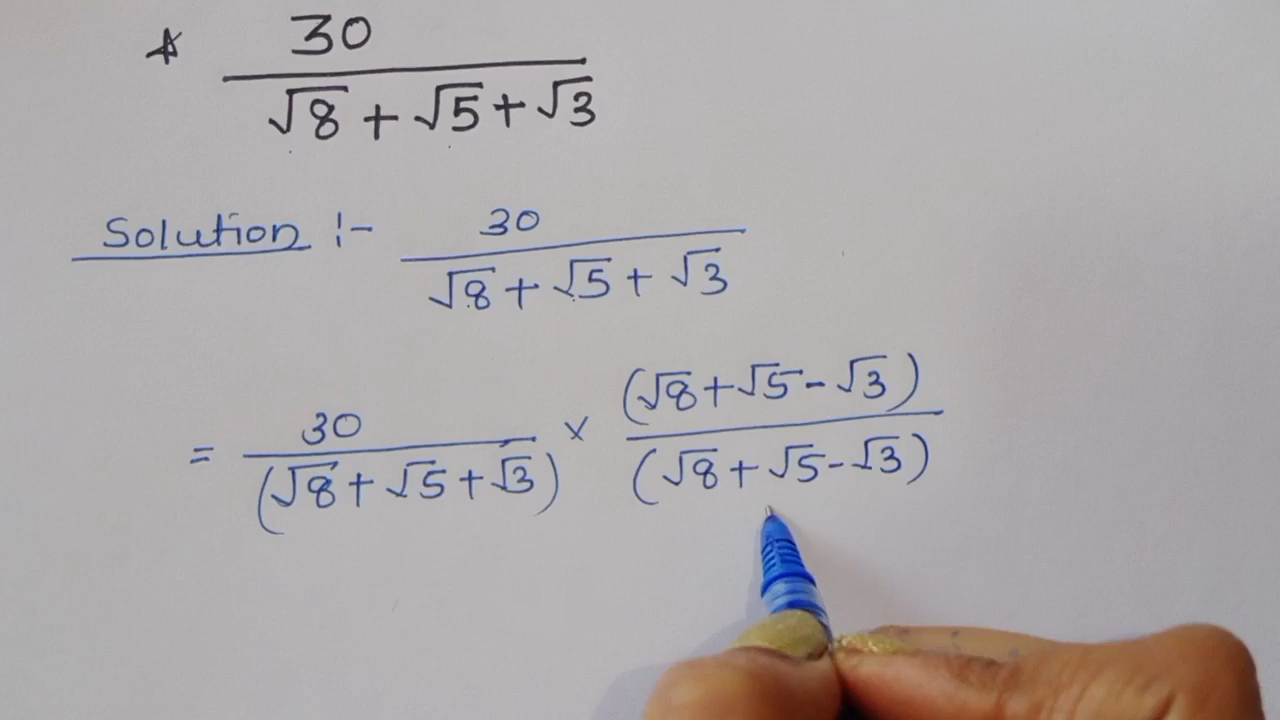 * 30
√8 + √5 + √3
Solution :- 30
√8 + √5 + √3
= 30 × (√8 + √5 - √3)
(√8 + √5 + √3) (√8 + √5 - √3)